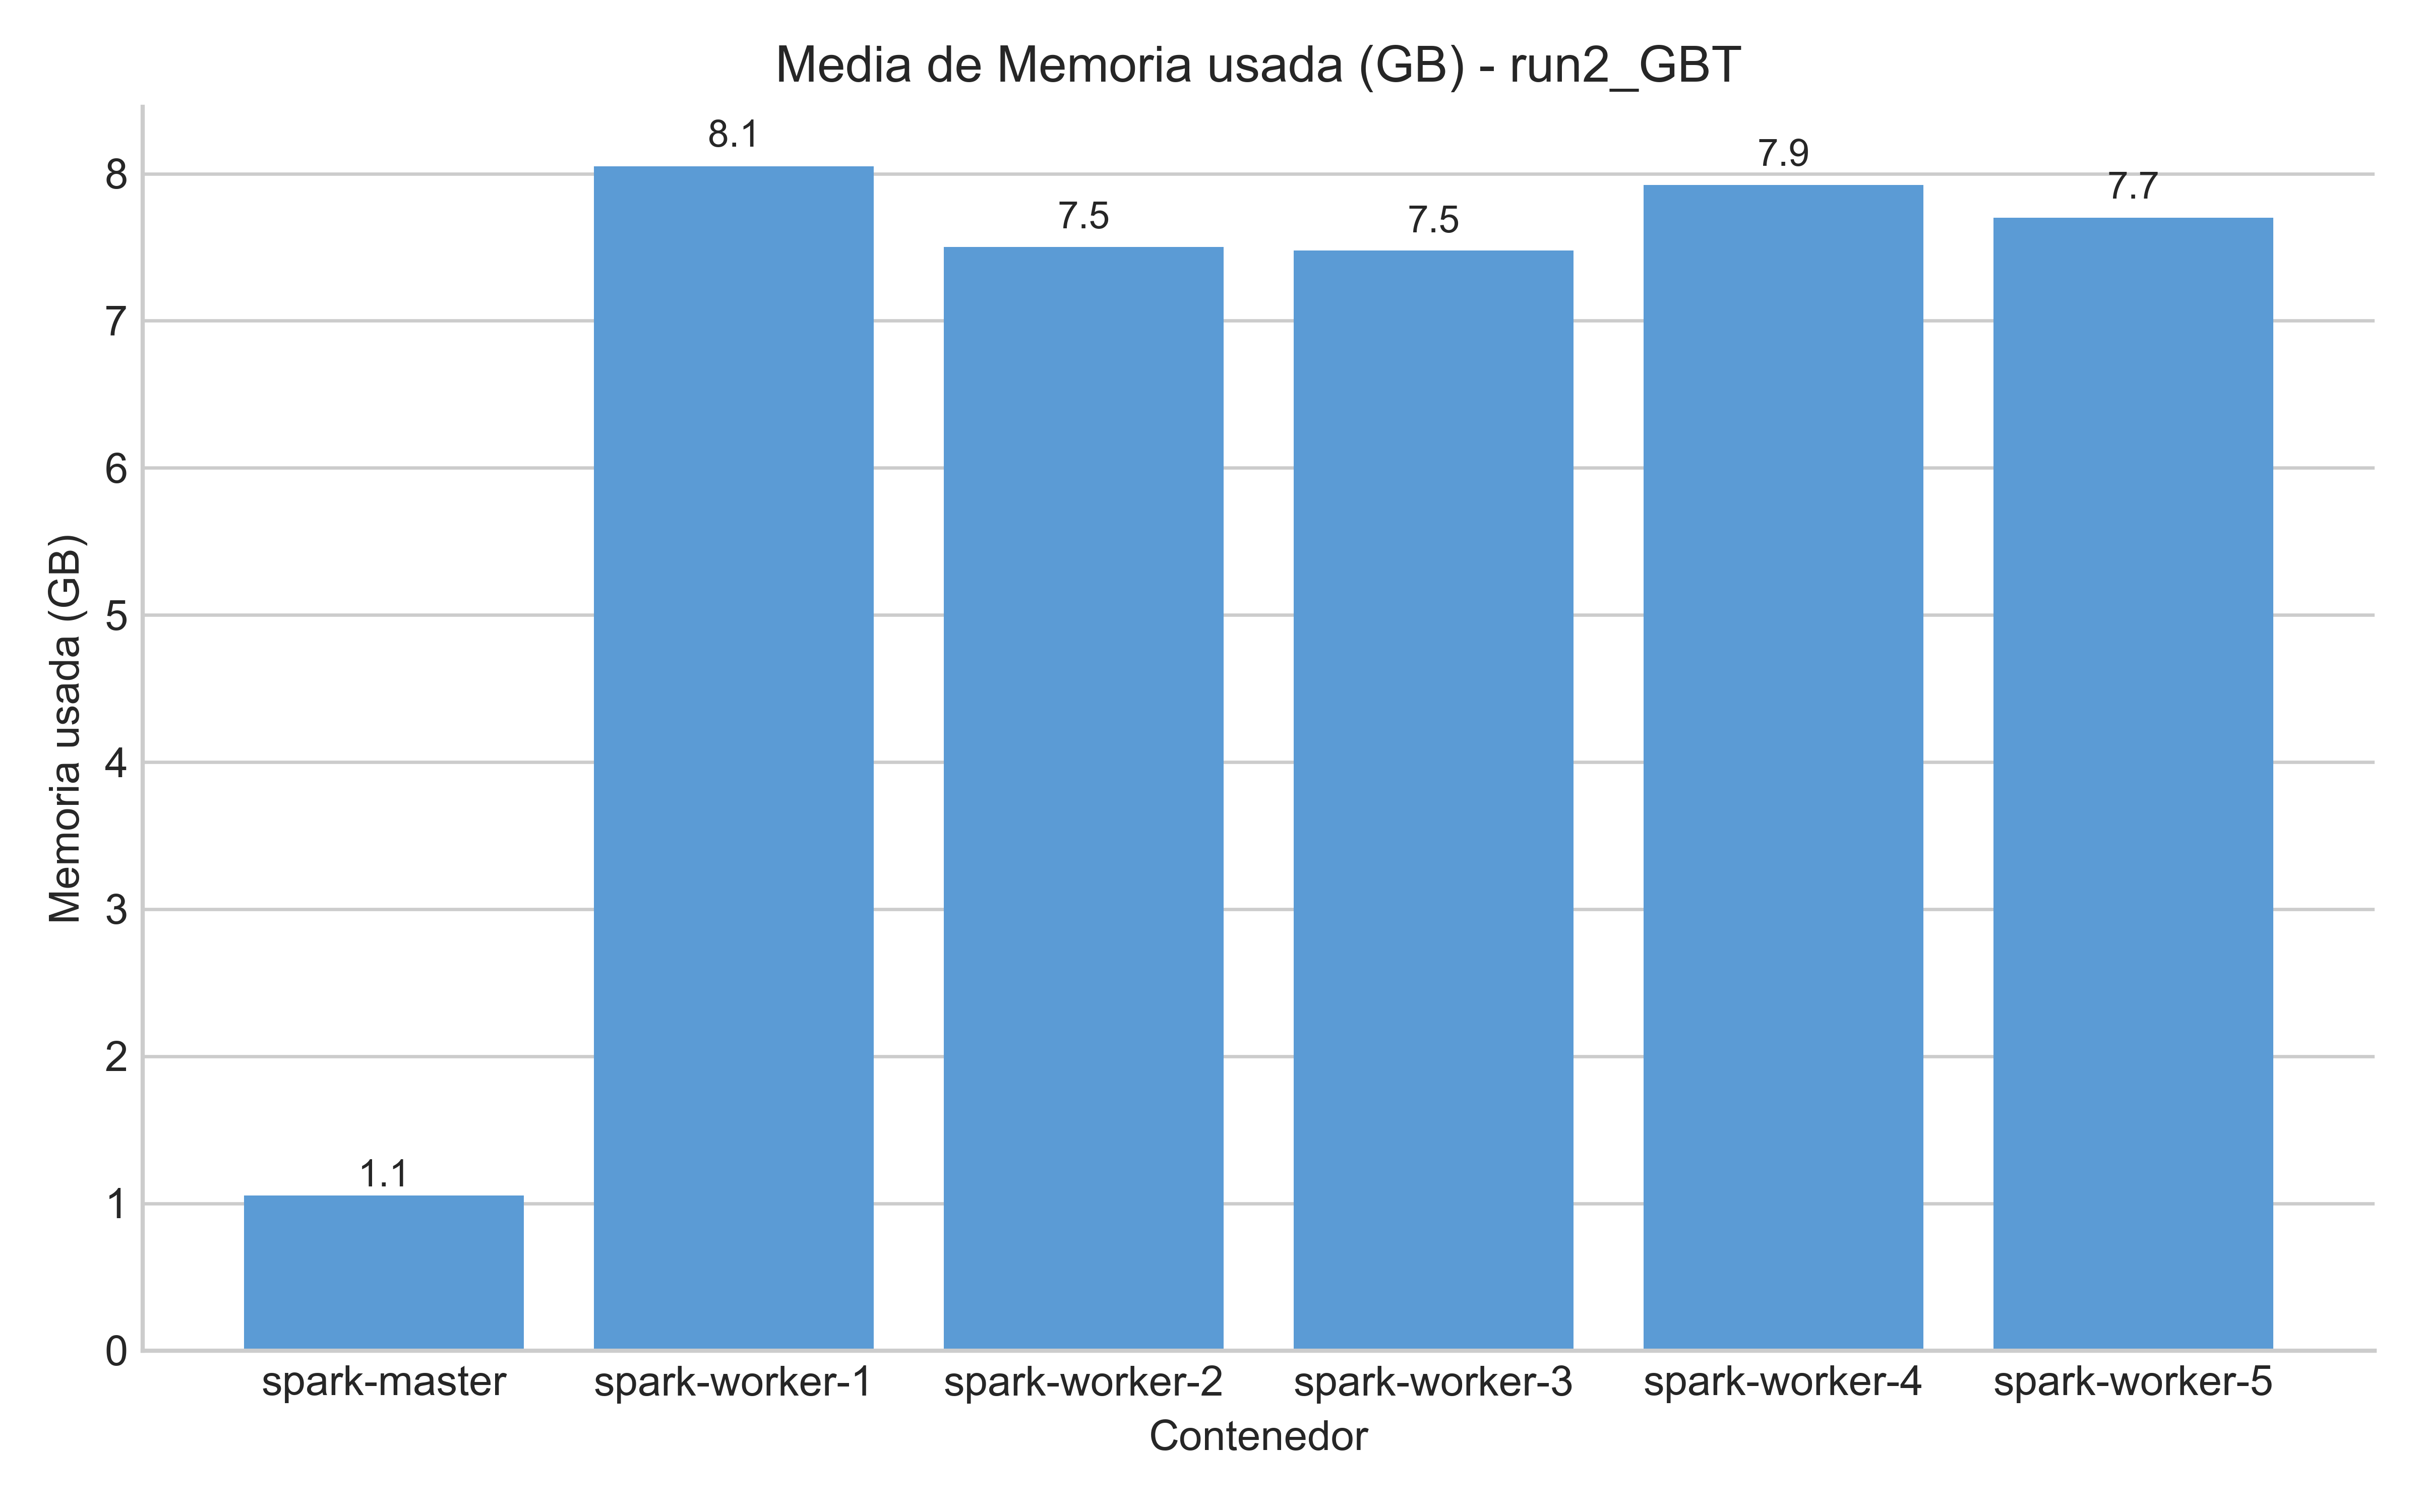 Media de Memoria usada (GB) - run2_GBT
8.1
7.5
7.5
7.9
7.7
1.1
8
7
6
5
4
3
2
1
0
Memoria usada (GB)
spark-master
spark-worker-1
spark-worker-2
spark-worker-3
spark-worker-4
spark-worker-5
Contenedor